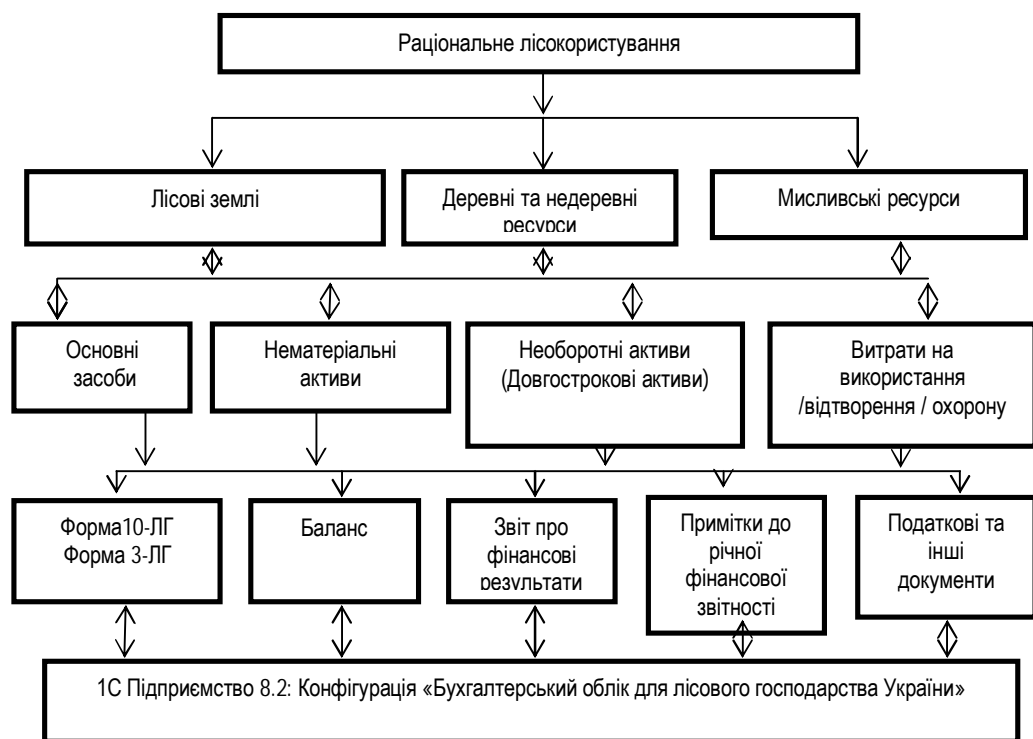 Раціональне лісокористування
Лісові землі
Деревні та недеревні
ресурси
Мисливські ресурси
Основні
засоби
Нематеріальні
активи
Необоротні активи
(Довгострокові активи)
Витрати на
використання
/відтворення / охорону
Форма10-ЛГ
Форма 3-ЛГ
Баланс
Звіт про
фінансові
результати
Примітки до
річної
фінансової
звітності
Податкові та
інші
документи
1С Підприємство 8.2: Конфігурація «Бухгалтерський облік для лісового господарства України»